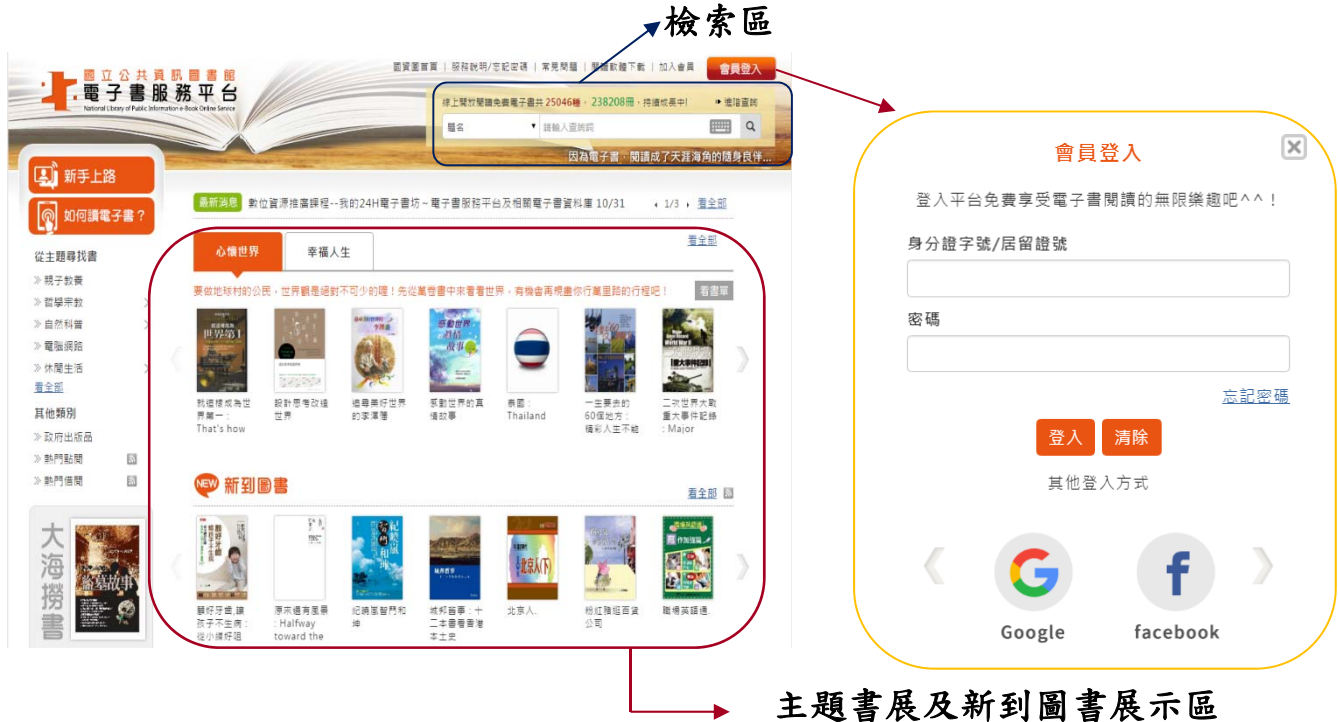 檢索區
國資圖首頁 | 服務說明/忘記密碼 | 常見問題 | 閱讀軟體下載 | 加入會員
會員登入
國立公共資訊圖書館
電子書服務平台
National Library of Public Information e-Book Online Service
線上開放閱讀免費電子書共 25046種，238208冊，持續成長中!
進階查詢
題名
請輸入查詢詞
因為電子書，閱讀成了天涯海角的隨身良伴...
新手上路
如何讀電子書？
最新消息 數位資源推廣課程--我的24H電子書坊～電子書服務平台及相關電子書資料庫 10/31
1/3
看全部
從主題尋找書
親子教養
哲學宗教
自然科普
電腦網路
休閒生活
看全部
其他類別
政府出版品
熱門點閱
熱門借閱
大海撈書
心懷世界
幸福人生
看全部
要做地球村的公民，世界觀是絕對不可少的喔！先從萬卷書中來看看世界，有機會再規畫你行萬里路的行程吧！
看書單
就這樣成為世
界第一：
That's how
設計思考改造
世界
追尋美好世界
的李澤藩
感動世界的真
情故事
泰國：
Thailand
一生要去的
60個地方：
精彩人生不能
二次世界大戰
重大事件記錄
: Major
NEW 新到圖書
看全部
顧好牙齒,讓
孩子不生病：
從小續好咀
原來還有風景
: Halfway
toward the
紀曉嵐智鬥和
珅
城邦舊事：十
二本書看香港
本土史
北京人.
粉紅豬逛百貨
公司
職場英語通.
會員登入
登入平台免費享受電子書閱讀的無限樂趣吧^^！
身分證字號/居留證號
密碼
忘記密碼
登入
清除
其他登入方式
Google
facebook
主題書展及新到圖書展示區